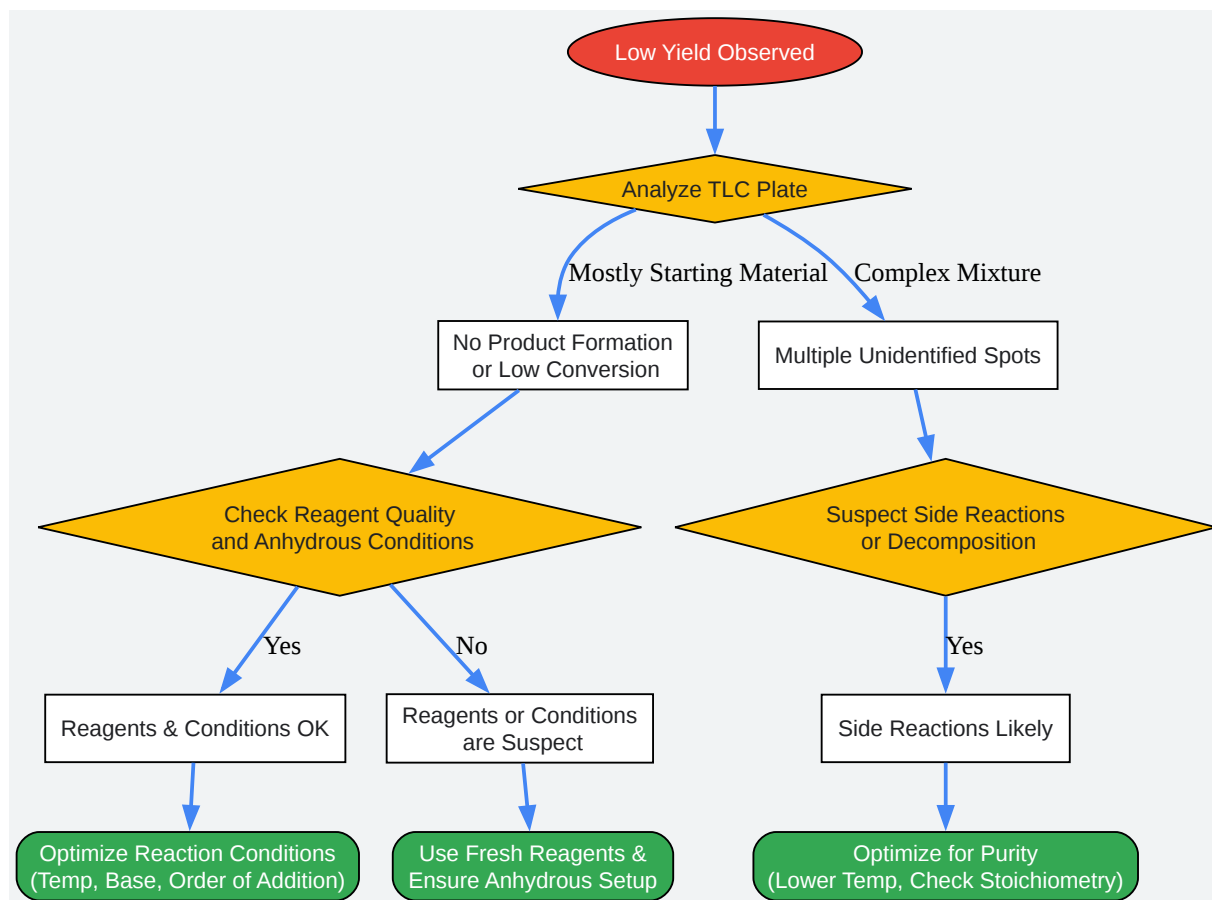 Low Yield Observed
Analyze TLC Plate
Mostly Starting Material
Complex Mixture
No Product Formation
or Low Conversion
Multiple Unidentified Spots
Check Reagent Quality
and Anhydrous Conditions
Suspect Side Reactions
or Decomposition
Yes
No
Yes
Reagents & Conditions OK
Reagents or Conditions
are Suspect
Side Reactions Likely
Optimize Reaction Conditions
(Temp, Base, Order of Addition)
Use Fresh Reagents &
Ensure Anhydrous Setup
Optimize for Purity
(Lower Temp, Check Stoichiometry)